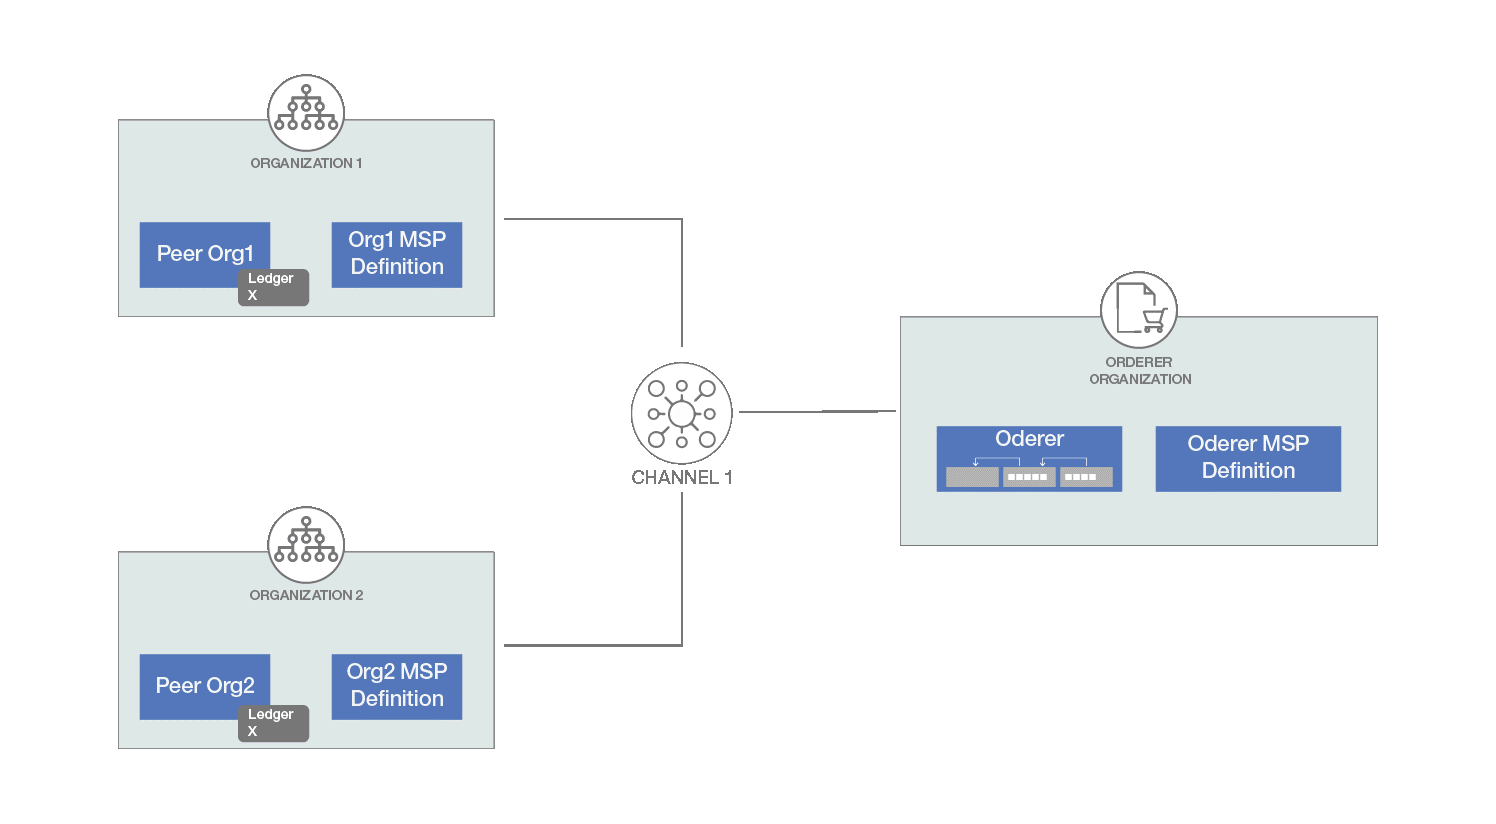 ORGANIZATION 1
Peer Org1
Ledger
X
Org1 MSP
Definition
CHANNEL 1
ORDERER
ORGANIZATION
Oderer
Oderer MSP
Definition
ORGANIZATION 2
Peer Org2
Ledger
X
Org2 MSP
Definition